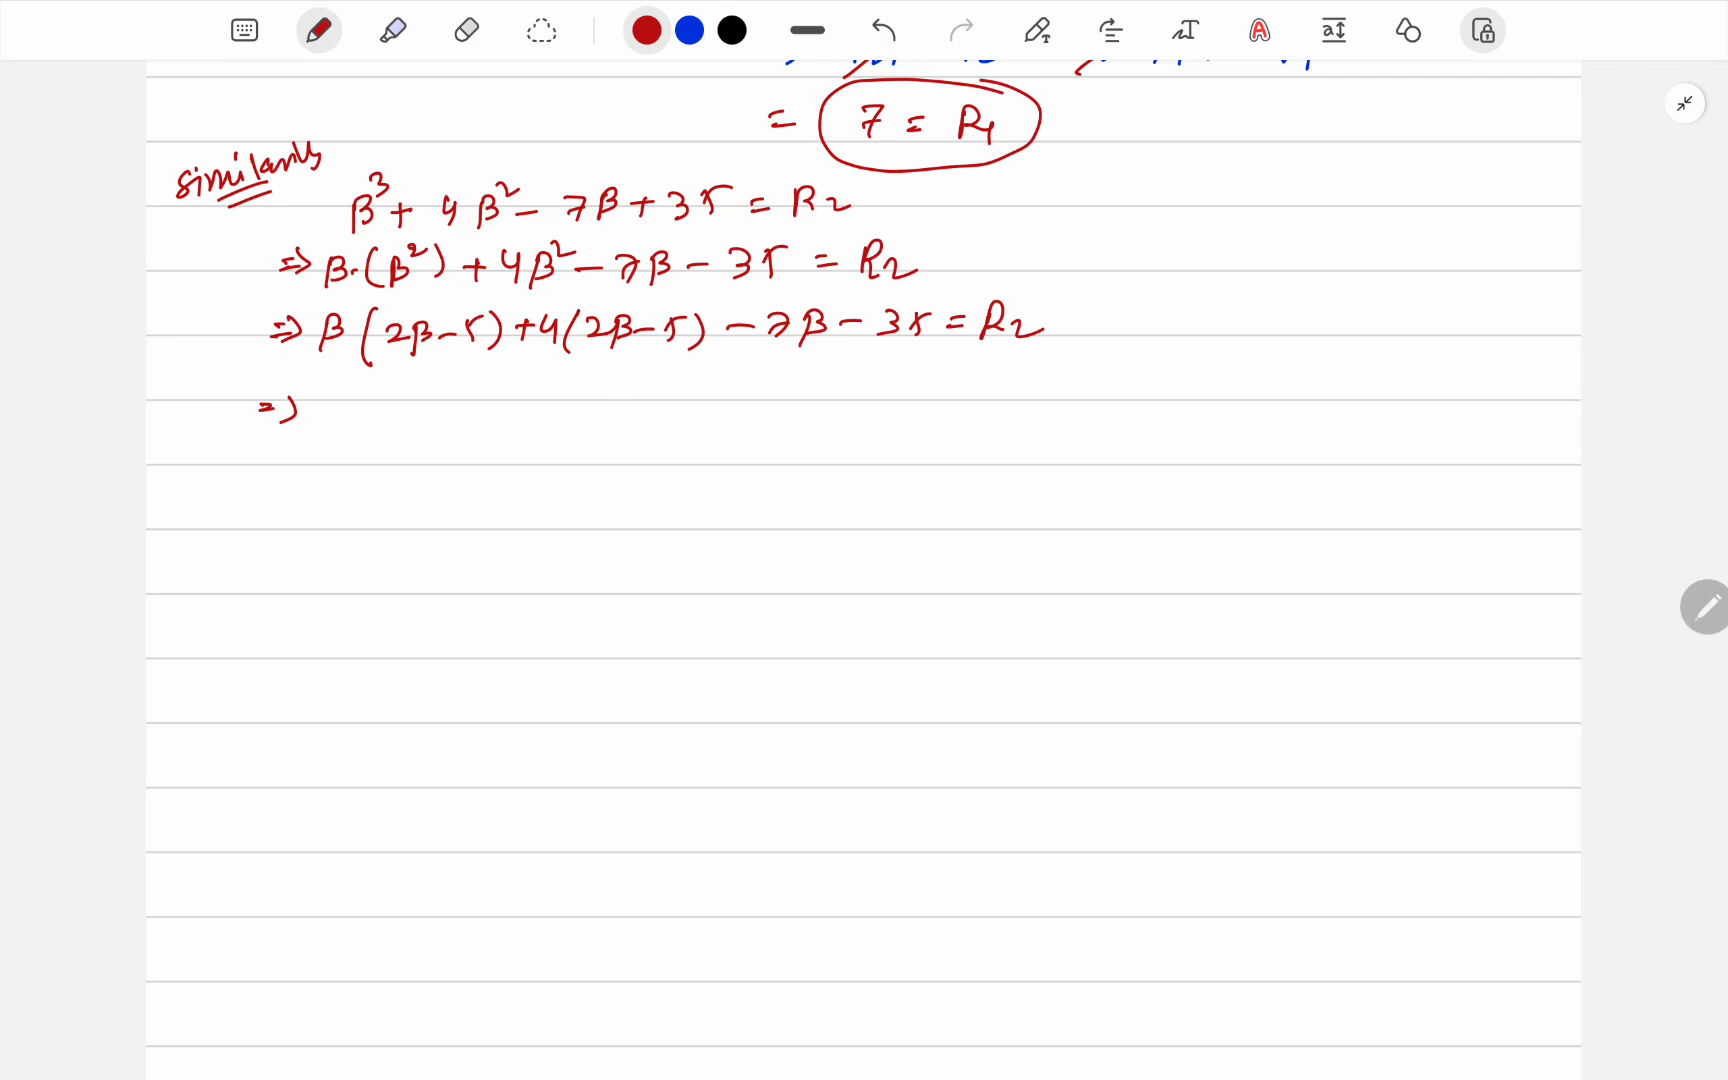 = 7 = R1
Similarly
β³ + 4β² - 7β + 35 = R2
=> β·(β²) + 4β² - 7β - 35 = R2
=> β(2β-5) + 4(2β-5) - 7β - 35 = R2
=>